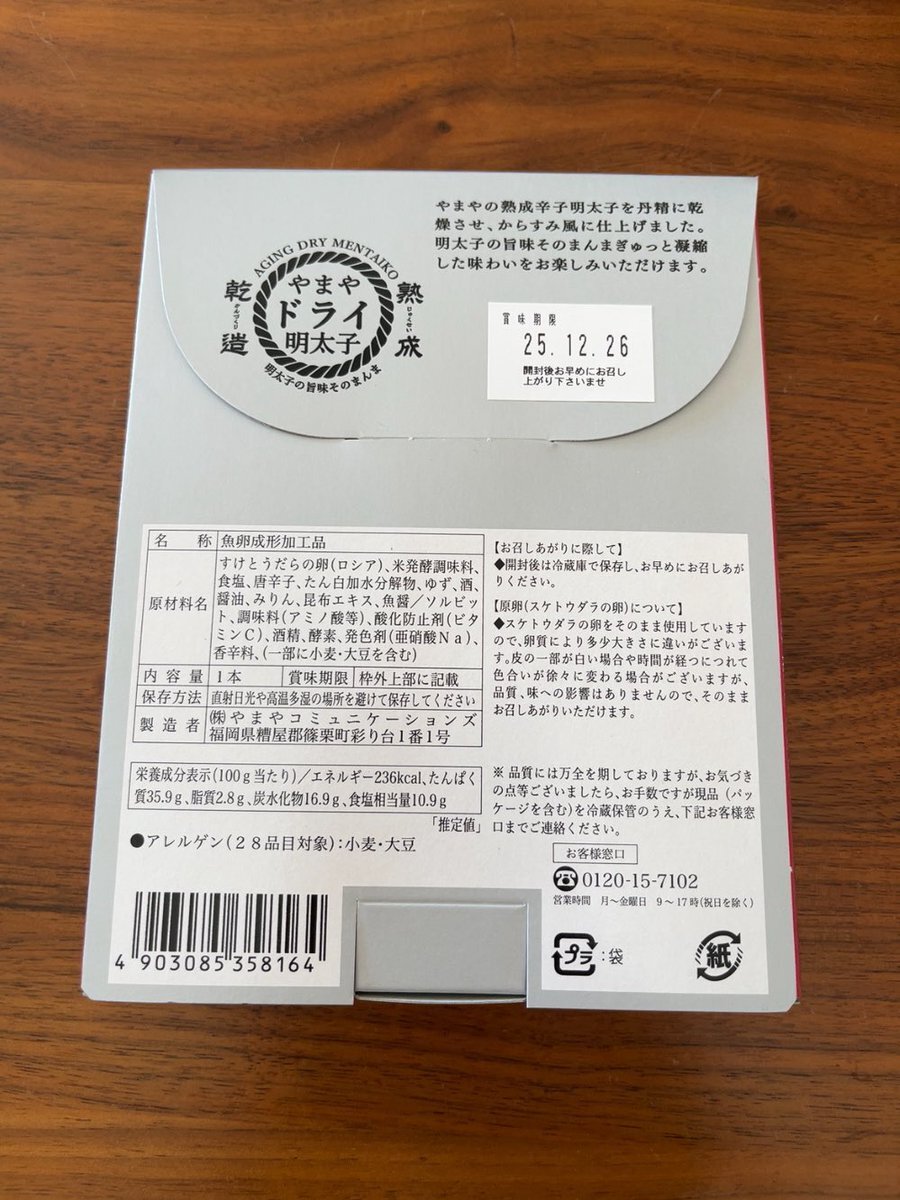 やまやの熟成辛子明太子を丹精に乾
燥させ、からすみ風に仕上げました。
明太子の旨味そのまんまぎゅっと凝縮
した味わいをお楽しみいただけます。
AGING DRY MENTAIKO
乾造
熟成
じゅくせい
やまや
ドライ
明太子
明太子の旨味そのまんま
賞味期限
25.12.26
開封後お早めにお召し
上がり下さいませ
名称 魚卵成形加工品
原材料名 すけとうだらの卵(ロシア)、米発酵調味料、
食塩、唐辛子、たん白加水分解物、ゆず、酒、
醤油、みりん、昆布エキス、魚醤／ソルビッ
ト、調味料(アミノ酸等)、酸化防止剤(ビタ
ミンC)、酒精、酵素、発色剤(亜硝酸Na)、
香辛料、(一部に小麦・大豆を含む)
内容量 1本 賞味期限 枠外上部に記載
保存方法 直射日光や高温多湿の場所を避けて保存してください
製造者 ㈱やまやコミュニケーションズ
福岡県糟屋郡篠栗町彩り台1番1号
栄養成分表示(100g当たり)／エネルギー236kcal、たんぱく
質35.9g、脂質2.8g、炭水化物16.9g、食塩相当量10.9g
「推定値」
●アレルゲン(28品目対象):小麦・大豆
4 903085 358164
【お召しあがりに際して】
◆開封後は冷蔵庫で保存し、お早めにお召しあが
りください。
【原卵(スケトウダラの卵)について】
◆スケトウダラの卵をそのまま使用しています
ので、卵質により多少大きさに違いがございま
す。皮の一部が白い場合や時間が経つにつれて
色合いが徐々に変わる場合がございますが、
品質、味への影響はありませんので、そのまま
お召しあがりいただけます。
※ 品質には万全を期しておりますが、お気づき
の点等ございましたら、お手数ですが現品（パッ
ケージを含む)を冷蔵保管のうえ、下記お客様窓
口までご連絡ください。
お客様窓口
0120-15-7102
営業時間 月〜金曜日 9〜17時(祝日を除く)
プラ:袋
紙